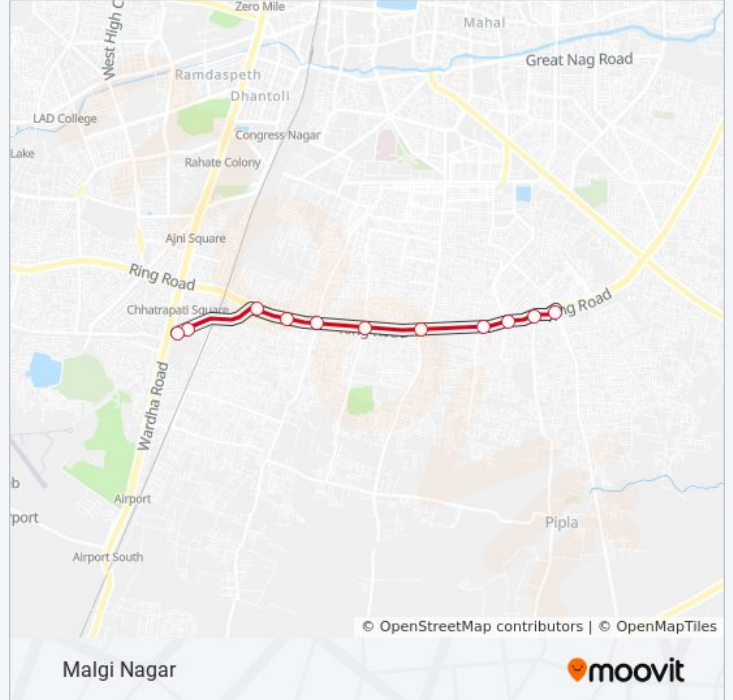 Zero Mile
Mahal
West High C
Great Nag Road
Ramdaspeth
Dhantoli
LAD College
Congress Nagar
Lake
Rahate Colony
Ajni Square
Ring Road
Chhatrapati Square
ng Road
Wardha Road
b
Airport
port
Pipla
Airport South
© OpenStreetMap contributors | © OpenMapTiles
Malgi Nagar
moovit